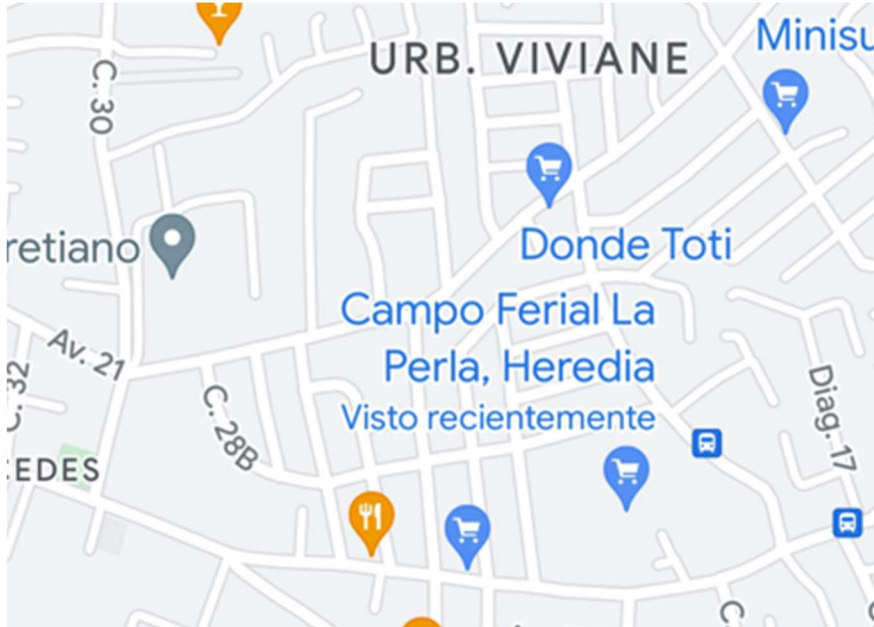 Minisu
URB. VIVIANE
C. 30
retiano
Donde Toti
Campo Ferial La
Perla, Heredia
Visto recientemente
Av. 21
C. 32
C. 28B
Diag. 17
EDES
C.